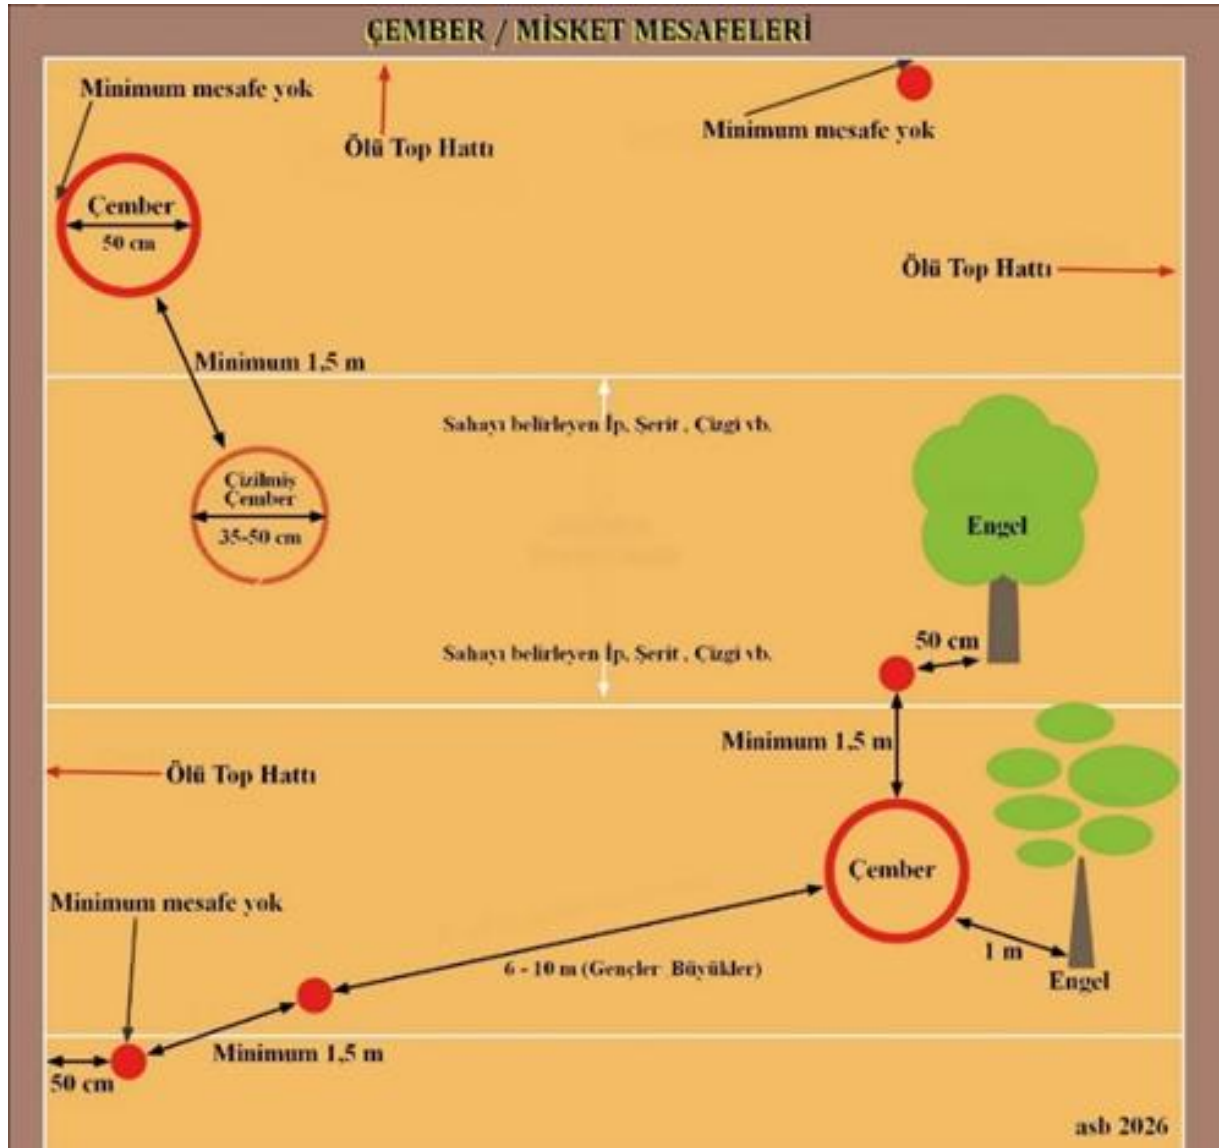 ÇEMBER / MİSKET MESAFELERİ
Minimum mesafe yok
Ölü Top Hattı
Minimum mesafe yok
Çember
50 cm
Ölü Top Hattı
Minimum 1,5 m
Sahayı belirleyen İp, Şerit , Çizgi vb.
Çizilmiş
Çember
35-50 cm
Engel
50 cm
Sahayı belirleyen İp, Şerit , Çizgi vb.
Minimum 1,5 m
Ölü Top Hattı
Çember
Minimum mesafe yok
1 m
6 - 10 m (Gençler Büyükler)
Engel
Minimum 1,5 m
50 cm
asb 2026